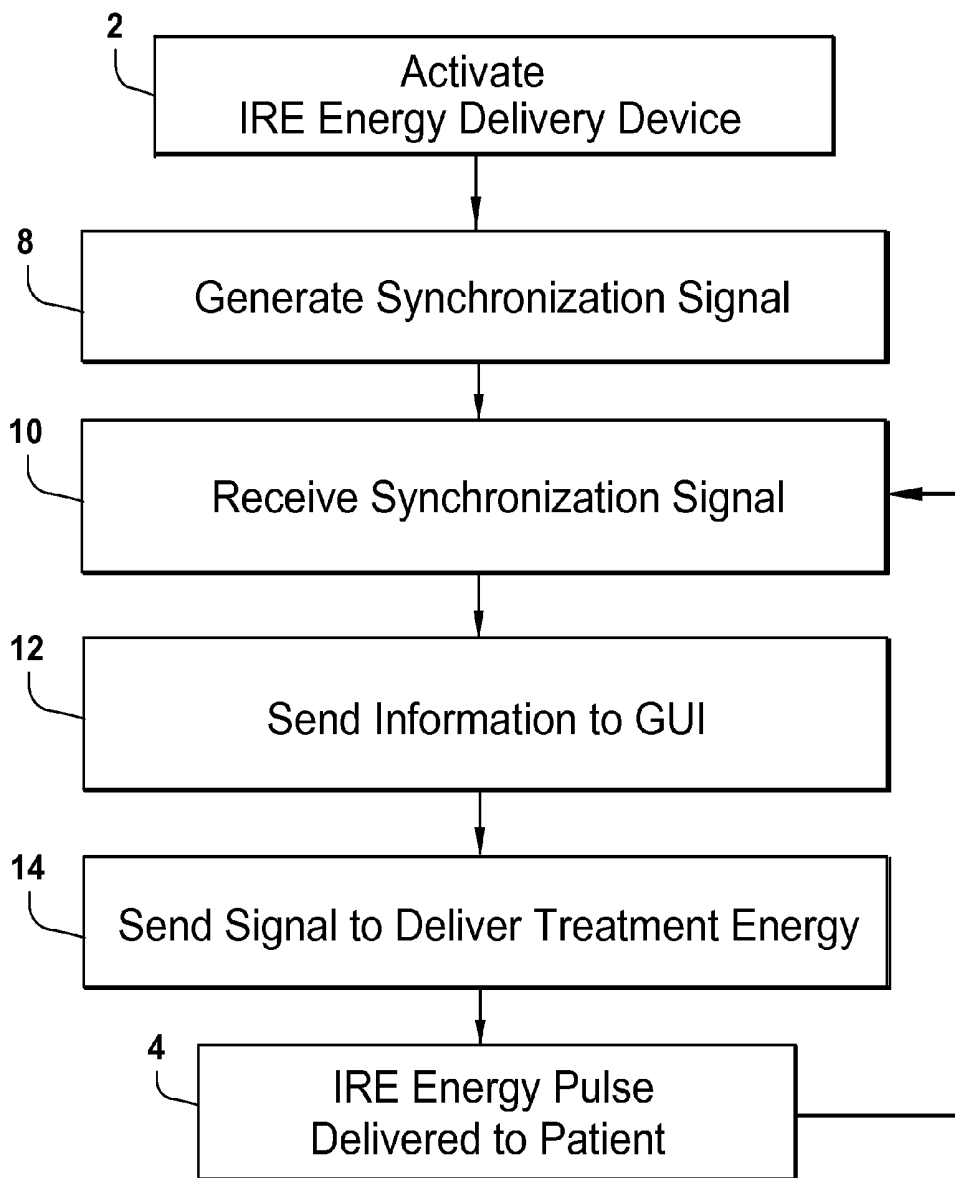 2
Activate
IRE Energy Delivery Device
8
Generate Synchronization Signal
10
Receive Synchronization Signal
12
Send Information to GUI
14
Send Signal to Deliver Treatment Energy
4
IRE Energy Pulse
Delivered to Patient